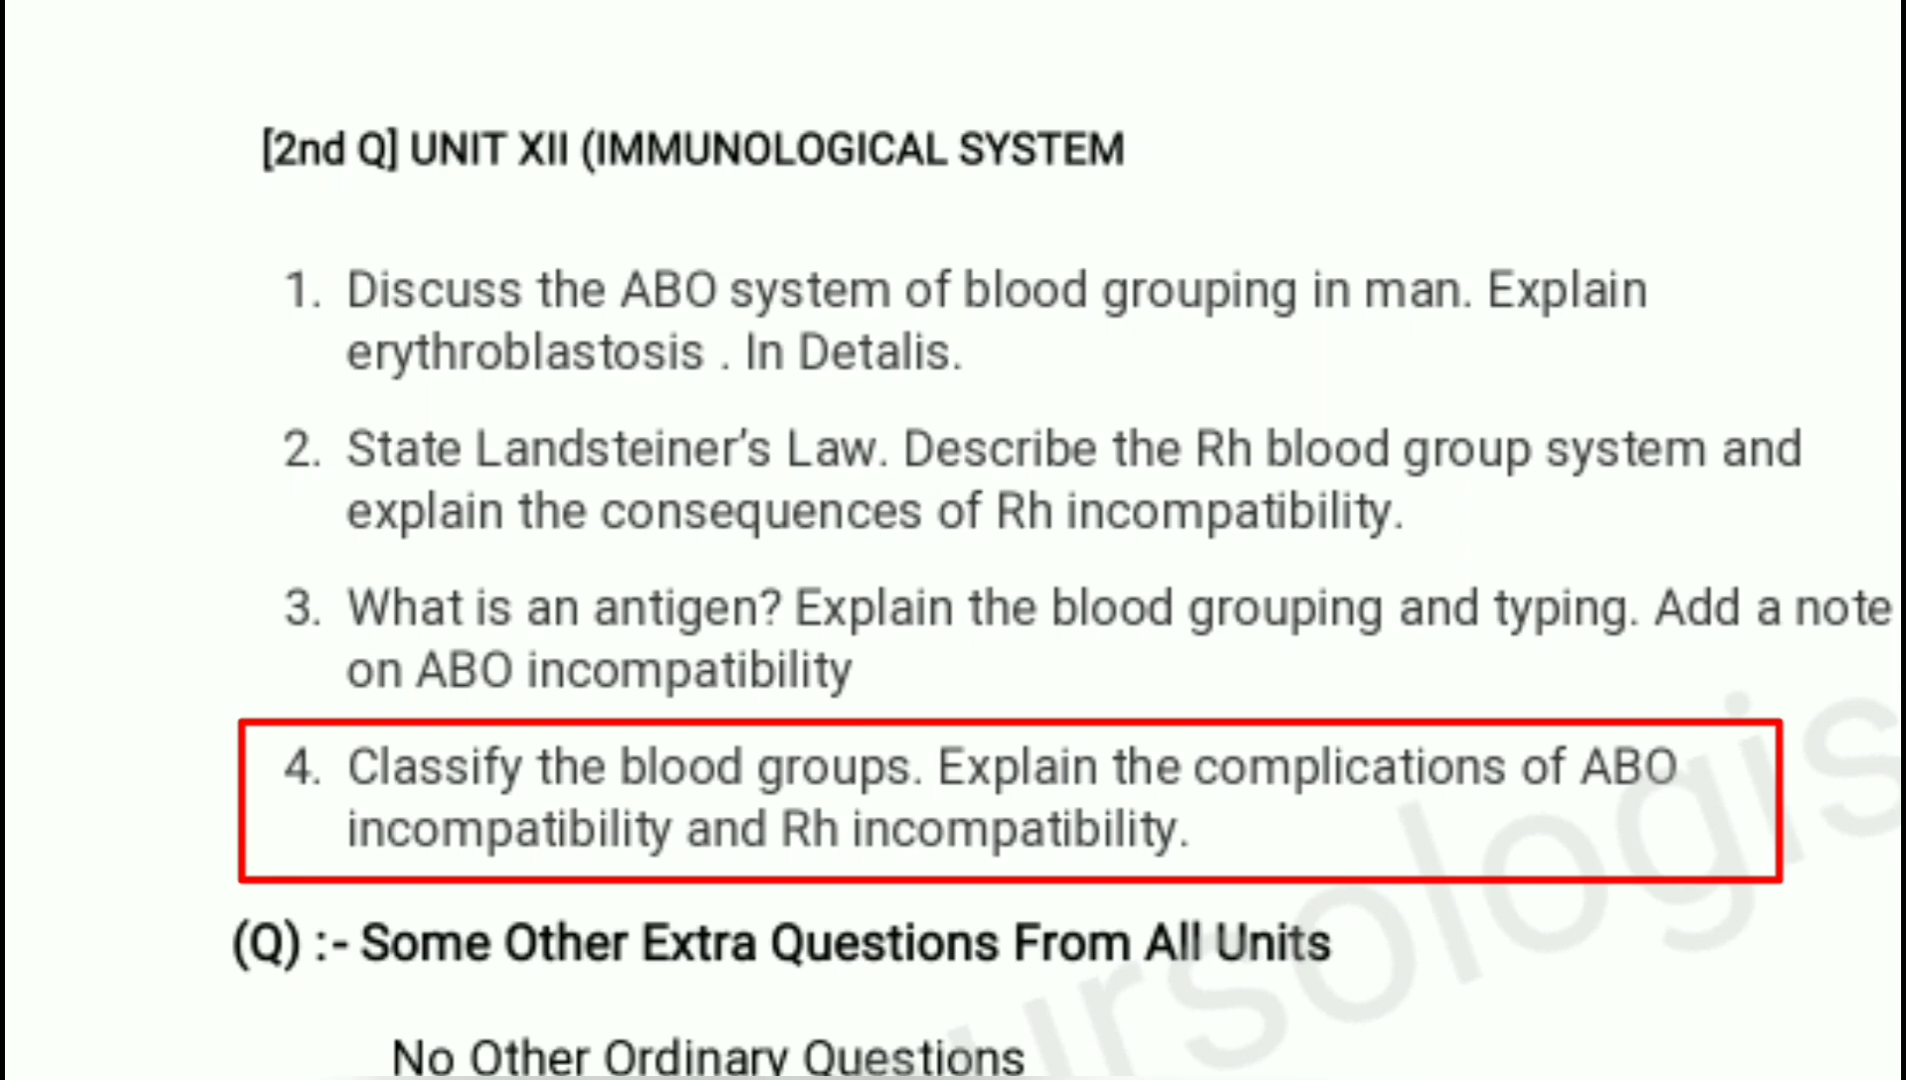 [2nd Q] UNIT XII (IMMUNOLOGICAL SYSTEM
1. Discuss the ABO system of blood grouping in man. Explain
erythroblastosis . In Detalis.
2. State Landsteiner’s Law. Describe the Rh blood group system and
explain the consequences of Rh incompatibility.
3. What is an antigen? Explain the blood grouping and typing. Add a note
on ABO incompatibility
4. Classify the blood groups. Explain the complications of ABO
incompatibility and Rh incompatibility.
(Q) :- Some Other Extra Questions From All Units
No Other Ordinary Questions
ursologis